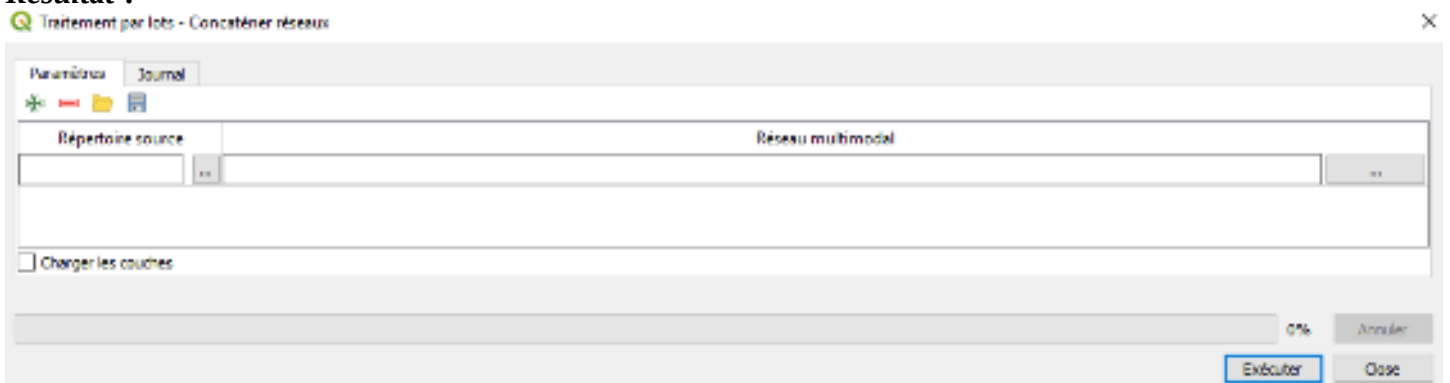 Résultat :
Traitement par lots - Concaténer réseaux
Paramètres Journal
Répertoire source Réseau multimodal
... ...
Charger les couches
0% Annuler
Exécuter Close